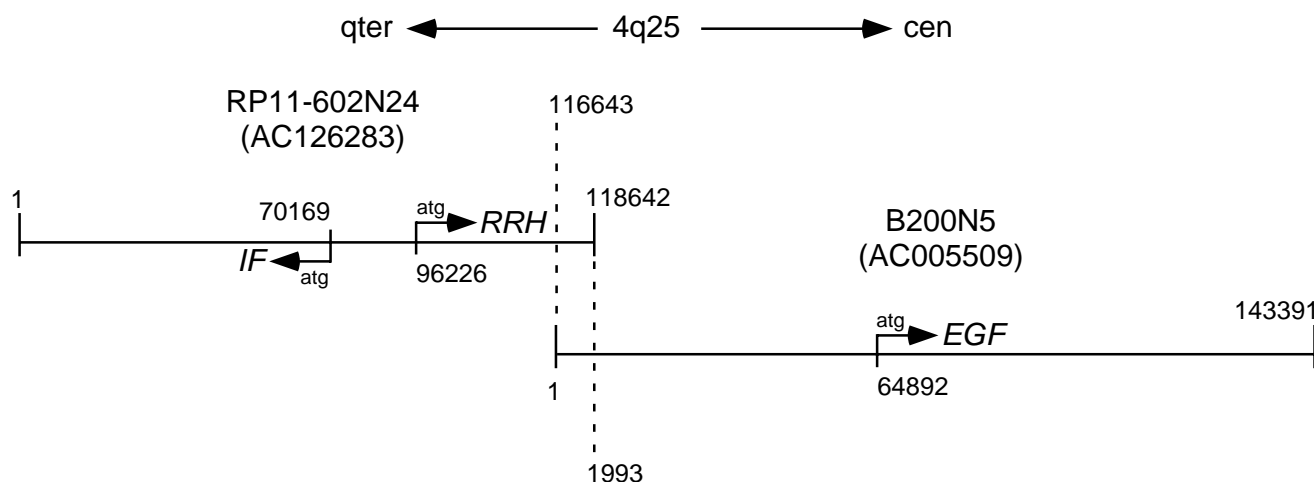 qter 4q25 cen
RP11-602N24
(AC126283)
116643
1
70169
atg
RRH
118642
IF
atg
96226
B200N5
(AC005509)
143391
atg
EGF
1
64892
1993